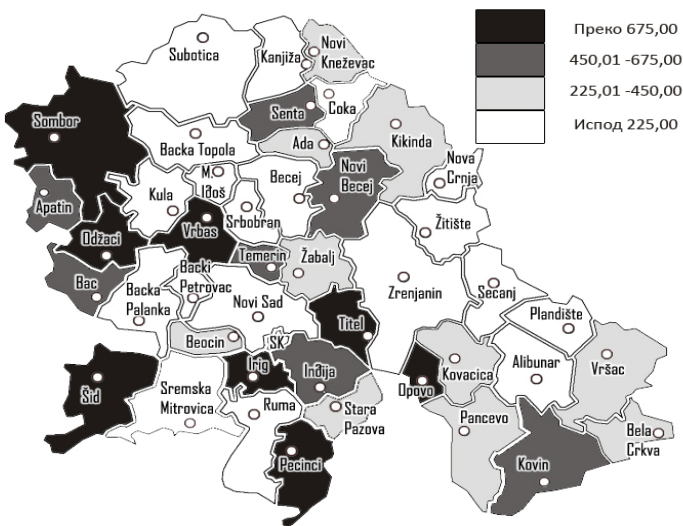 Преко 675,00
450,01 -675,00
225,01 -450,00
Испод 225,00
Subotica
Kanjiža
Novi
Kneževac
Senta
Coka
Sombor
Backa Topola
Ada
Kikinda
Apatin
Kula
M.
Iđoš
Becej
Novi
Becej
Nova
Crnja
Srbobran
Vrbas
Odžaci
Žitište
Temerin
Žabalj
Bac
Backa
Palanka
Backi
Petrovac
Novi Sad
Zrenjanin
Secanj
Titel
Plandište
Beocin
SK
Šid
Sremska
Mitrovica
Irig
Inđija
Opovo
Kovacica
Alibunar
Vršac
Ruma
Stara
Pazova
Pancevo
Bela
Crkva
Pecinci
Kovin